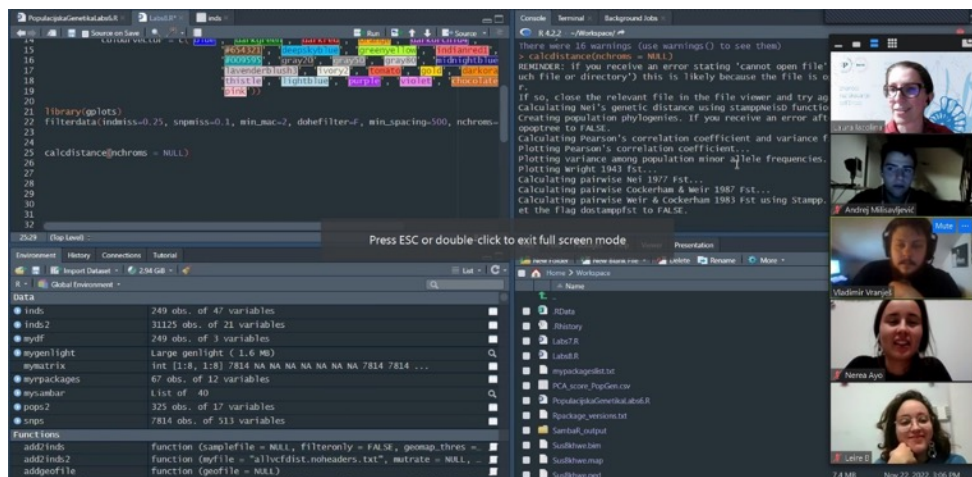 PopulacijskaGenetikaLabs6.R
Labs8.R*
inds
Source on Save
Run
Source
14 colourvector = c("blue", "darkgreen", "darkred",
15 "#654321", "deepskyblue", "greenyellow", "indianred1",
16 "#009595", "gray20", "gray50", "gray80", "midnightblue
17 lavenderblush3", "ivory2", "tomato", "gold", "darkora
18 "thistle", "lightblue", "purple", "violet", "chocolate
19 pink"))
20
21 library(gplots)
22 filterdata(indmiss=0.25, snpmiss=0.1, min_mac=2, dohefilter=F, min_spacing=500, nchroms=
23
24
25 calcdistance(nchroms = NULL)
26
27
28
29
30
31
32
25:29 (Top Level)
Console Terminal Background Jobs
R 4.2.2 · ~/Workspace/
There were 16 warnings (use warnings() to see them)
> calcdistance(nchroms = NULL)
REMINDER: if you receive an error stating 'cannot open file'
uch file or directory') this is likely because the file is o
r.
If so, close the relevant file in the file viewer and try ag
Calculating Nei's genetic distance using stamppNeisD functio
Creating population phylogenies. If you receive an error aft
opoptree to FALSE.
Calculating Pearson's correlation coefficient and variance f
Plotting Pearson's correlation coefficient...
Plotting variance among population minor allele frequencies.
Plotting Wright 1943 fst...
Calculating pairwise Nei 1977 Fst...
Calculating pairwise Cockerham & Weir 1987 Fst...
Calculating pairwise Weir & Cockerham 1983 Fst using Stampp.
et the flag dostamppfst to FALSE.
Press ESC or double-click to exit full screen mode
Environment History Connections Tutorial
Import Dataset 2.94 GiB List
R Global Environment
Data
inds 249 obs. of 47 variables
inds2 31125 obs. of 21 variables
mydf 249 obs. of 3 variables
mygenlight Large genlight ( 1.6 MB)
mymatrix int [1:8, 1:8] 7814 NA NA NA NA NA NA NA 7814 7814 ...
myrpackages 67 obs. of 12 variables
mysambar List of 40
pops2 325 obs. of 17 variables
snps 7814 obs. of 513 variables
Functions
add2inds function (samplefile = NULL, filteronly = FALSE, geomap_thres =
add2inds2 function (myfile = "allvcfdist.noheaders.txt", mutrate = NULL,
addgeofile function (geofile = NULL)
Viewer Presentation
New Folder New Blank File Delete Rename More
Home > Workspace
Name
..
.RData
.Rhistory
Labs7.R
Labs8.R
mypackageslist.txt
PCA_score_PopGen.csv
PopulacijskaGenetikaLabs6.R
Rpackage_versions.txt
SambaR_output
7.4 MB Nov 22, 2022, 3:06 PM
Laura Iacolina
Andrej Milisavljević
Mute
Vladimir Vranješ
Nerea Ayo
Leire B